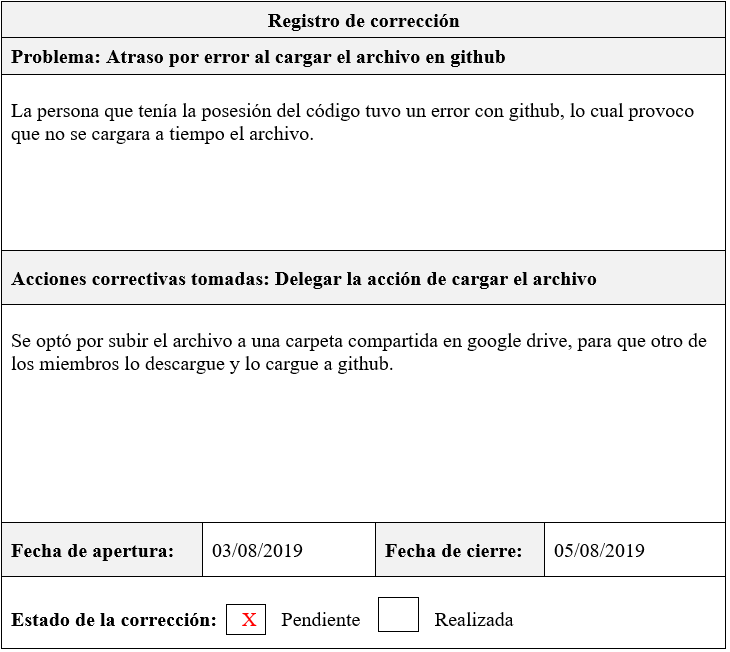 Registro de corrección
Problema: Atraso por error al cargar el archivo en github
La persona que tenía la posesión del código tuvo un error con github, lo cual provoco
que no se cargara a tiempo el archivo.
Acciones correctivas tomadas: Delegar la acción de cargar el archivo
Se optó por subir el archivo a una carpeta compartida en google drive, para que otro de
los miembros lo descargue y lo cargue a github.
Fecha de apertura: 03/08/2019 Fecha de cierre: 05/08/2019
Estado de la corrección: X Pendiente Realizada